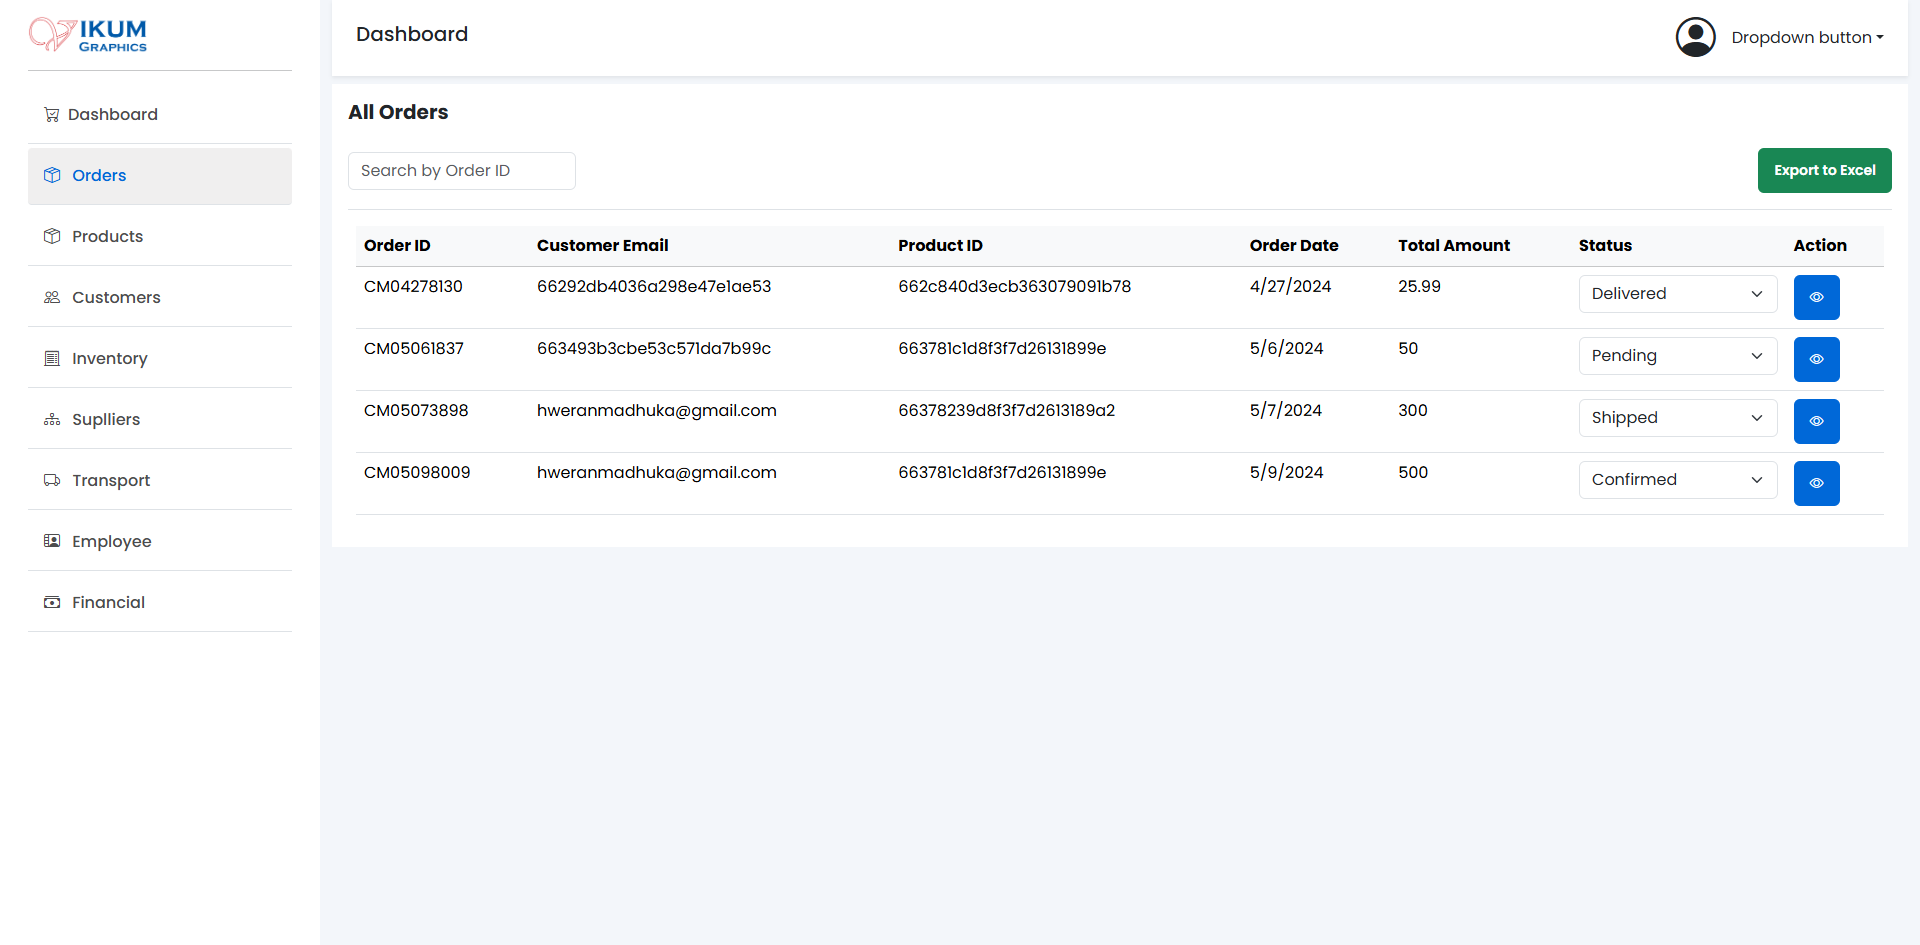 IKUM
GRAPHICS
Dashboard
Orders
Products
Customers
Inventory
Suplliers
Transport
Employee
Financial
Dashboard
Dropdown button
All Orders
Search by Order ID
Export to Excel
Order ID Customer Email Product ID Order Date Total Amount Status Action
CM04278130 66292db4036a298e47e1ae53 662c840d3ecb363079091b78 4/27/2024 25.99 Delivered
CM05061837 663493b3cbe53c571da7b99c 663781c1d8f3f7d26131899e 5/6/2024 50 Pending
CM05073898 hweranmadhuka@gmail.com 66378239d8f3f7d2613189a2 5/7/2024 300 Shipped
CM05098009 hweranmadhuka@gmail.com 663781c1d8f3f7d26131899e 5/9/2024 500 Confirmed